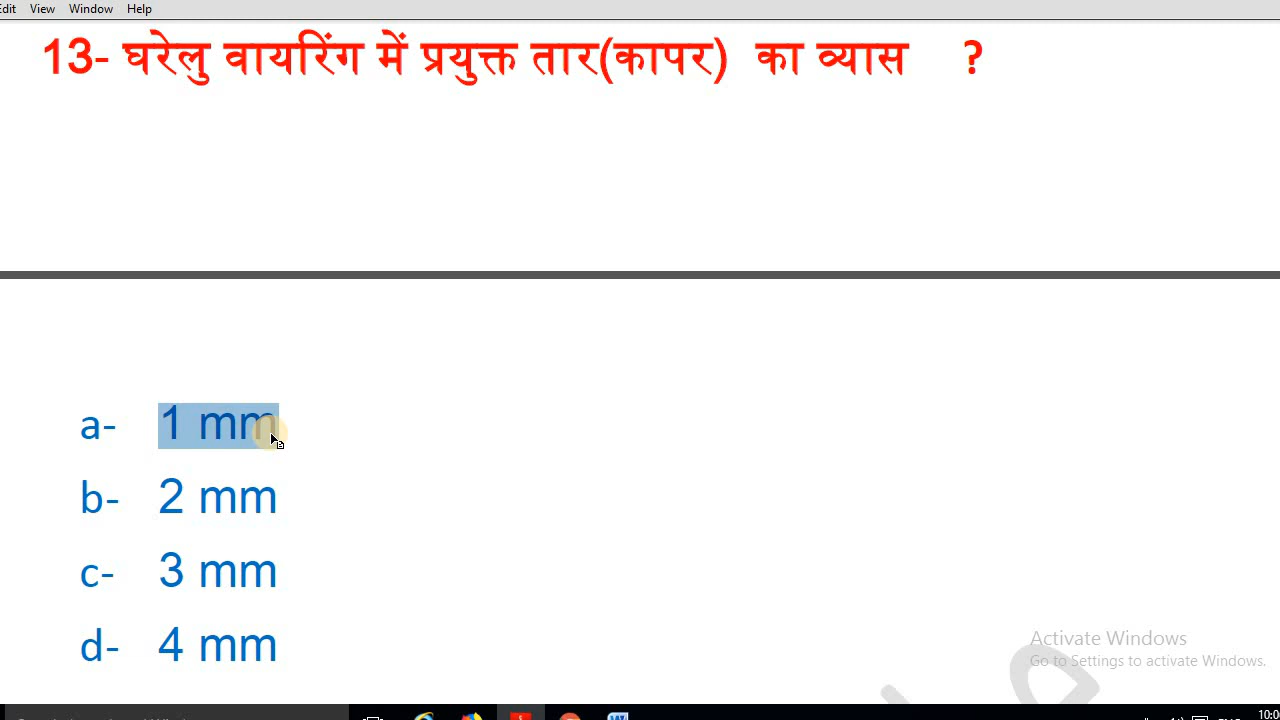 Edit View Window Help
13- घरेलु वायरिंग में प्रयुक्त तार(कापर) का व्यास ?
a- 1 mm
b- 2 mm
c- 3 mm
d- 4 mm
Activate Windows
Go to Settings to activate Windows.